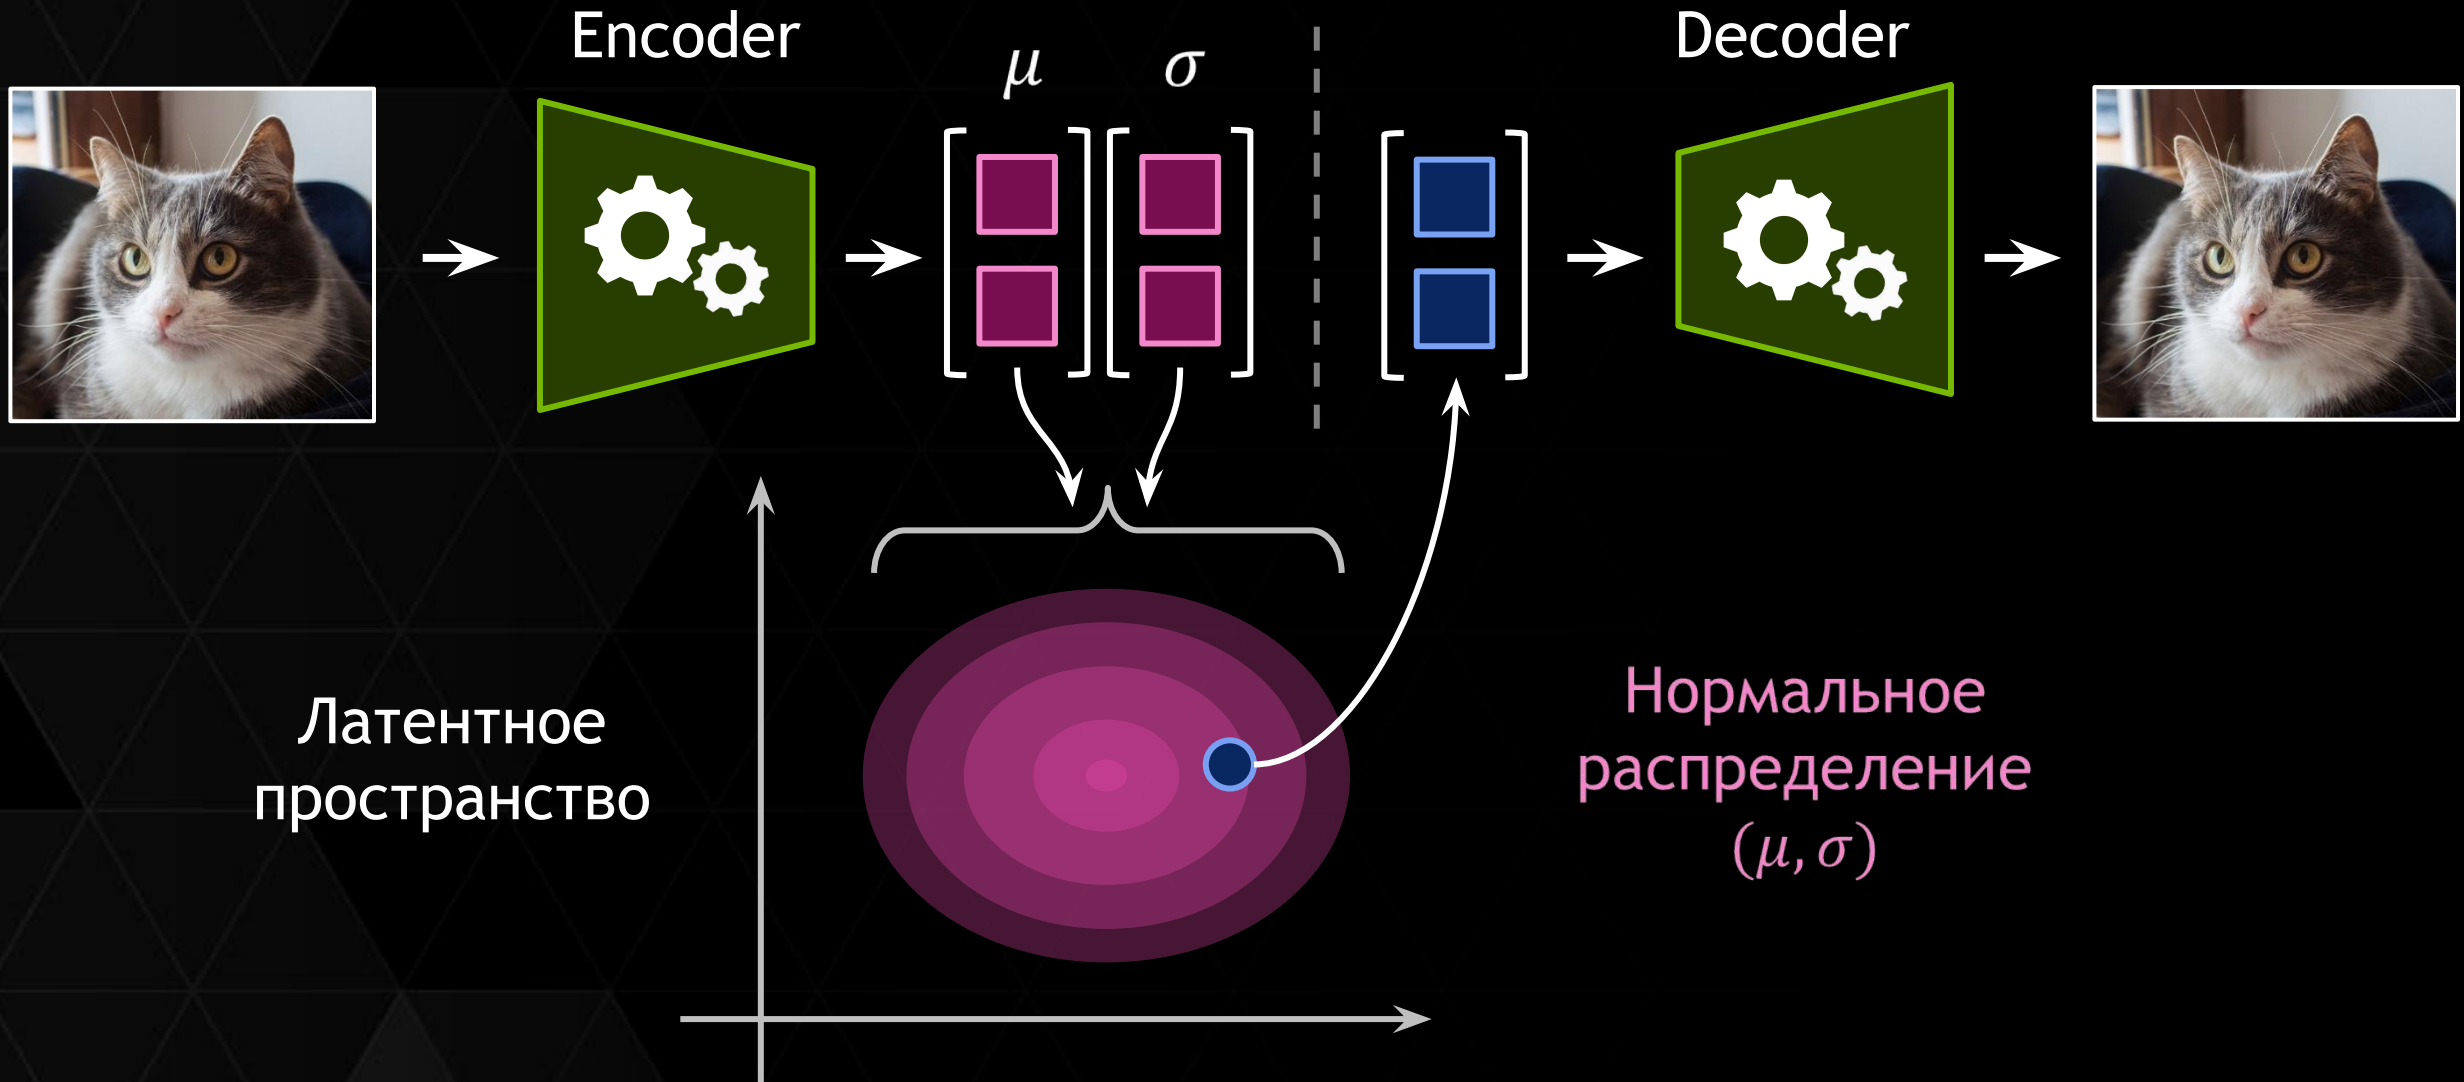 Encoder
Decoder
μ
σ
Латентное
пространство
Нормальное
распределение
(μ, σ)